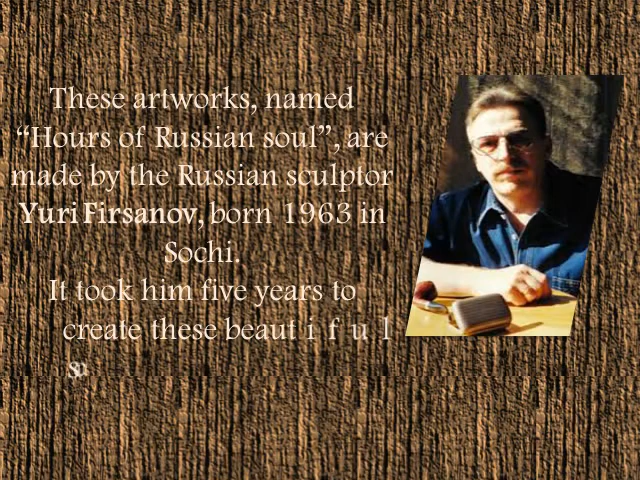 These artworks, named
“Hours of Russian soul”, are
made by the Russian sculptor
Yuri Firsanov, born 1963 in
Sochi.
It took him five years to
create these beaut i f u l